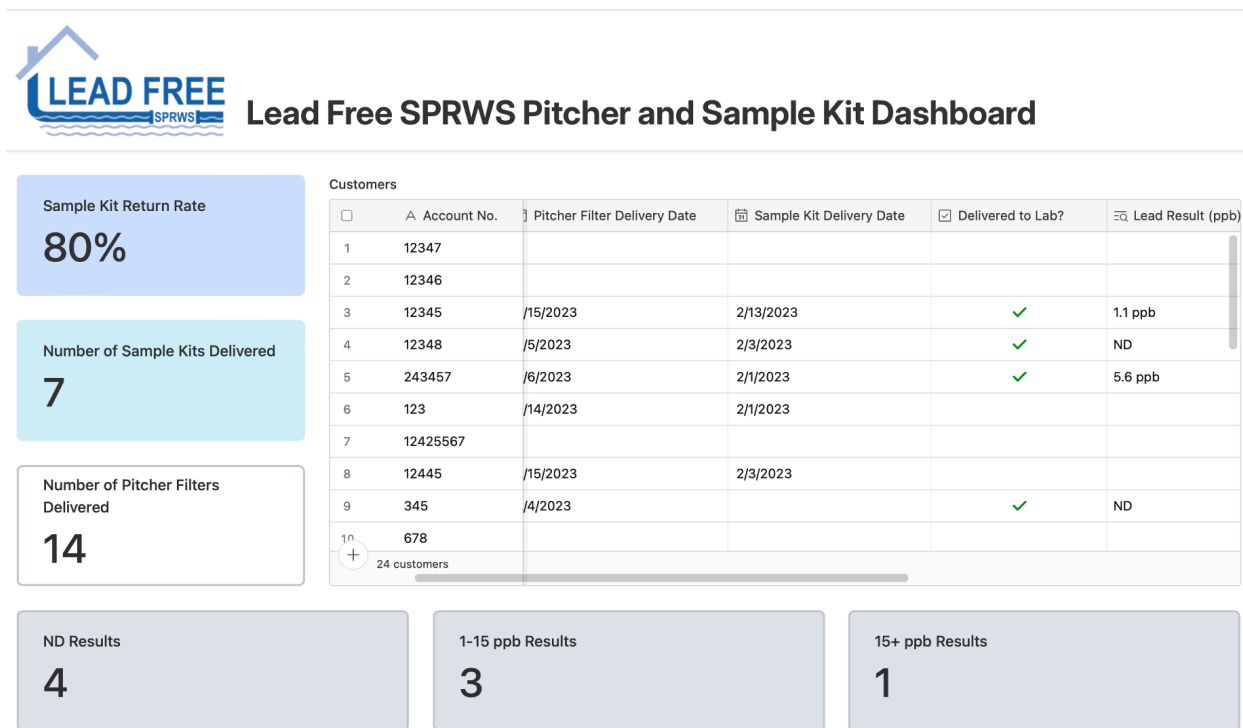 LEAD FREE
SPRWS
Lead Free SPRWS Pitcher and Sample Kit Dashboard
Sample Kit Return Rate
80%
Number of Sample Kits Delivered
7
Number of Pitcher Filters
Delivered
14
Customers
Account No. Pitcher Filter Delivery Date Sample Kit Delivery Date Delivered to Lab? Lead Result (ppb)
1 12347
2 12346
3 12345 /15/2023 2/13/2023 1.1 ppb
4 12348 /5/2023 2/3/2023 ND
5 243457 /6/2023 2/1/2023 5.6 ppb
6 123 /14/2023 2/1/2023
7 12425567
8 12445 /15/2023 2/3/2023
9 345 /4/2023 ND
10 678
+ 24 customers
ND Results
4
1-15 ppb Results
3
15+ ppb Results
1